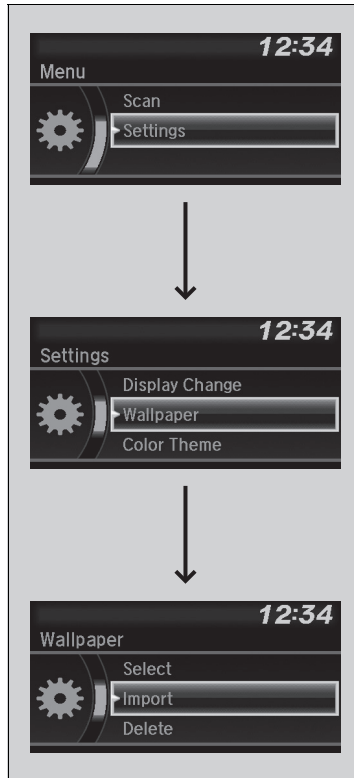 12:34
Menu
Scan
Settings
12:34
Settings
Display Change
Wallpaper
Color Theme
12:34
Wallpaper
Select
Import
Delete